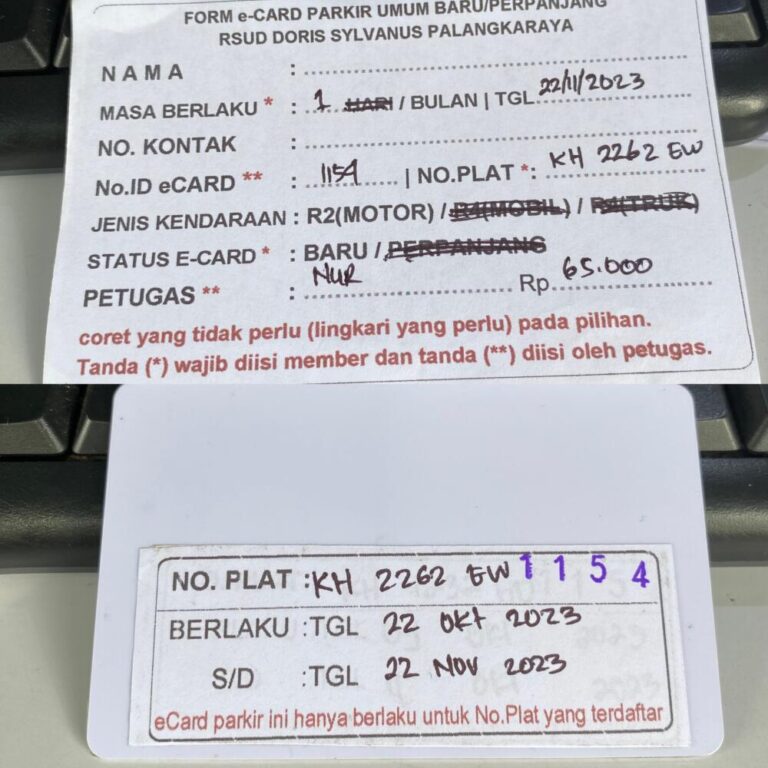 FORM e-CARD PARKIR UMUM BARU/PERPANJANG
RSUD DORIS SYLVANUS PALANGKARAYA
NAMA :
MASA BERLAKU * : 1 HARI / BULAN | TGL. 22/11/2023
NO. KONTAK :
No.ID eCARD ** : 1154 | NO.PLAT *: KH 2262 EW
JENIS KENDARAAN : R2(MOTOR) / R4(MOBIL) / R4(TRUK)
STATUS E-CARD * : BARU / PERPANJANG
PETUGAS ** : NUR Rp. 65.000
coret yang tidak perlu (lingkari yang perlu) pada pilihan.
Tanda (*) wajib diisi member dan tanda (**) diisi oleh petugas.
NO. PLAT : KH 2262 EW 1154
BERLAKU : TGL 22 OKt 2023
S/D : TGL 22 NOV 2023
eCard parkir ini hanya berlaku untuk No.Plat yang terdaftar